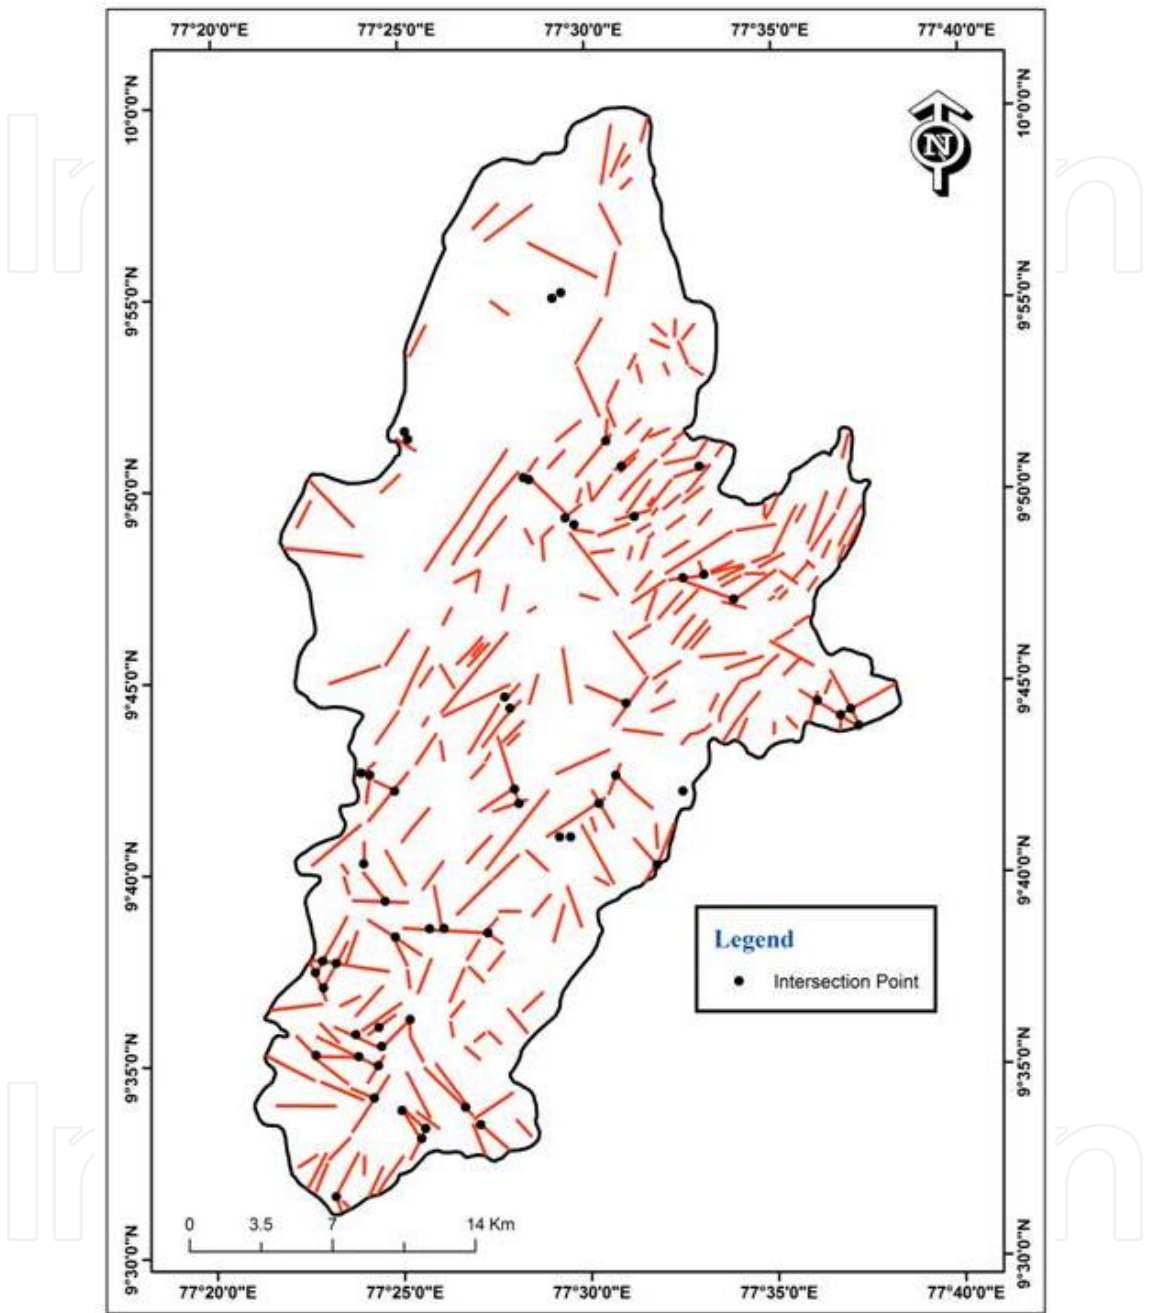 77°20'0"E 77°25'0"E 77°30'0"E 77°35'0"E 77°40'0"E
10°0'0"N 10°0'0"N
N
9°55'0"N 9°55'0"N
9°50'0"N 9°50'0"N
9°45'0"N 9°45'0"N
9°40'0"N 9°40'0"N
Legend
Intersection Point
9°35'0"N 9°35'0"N
0 3.5 7 14 Km
9°30'0"N 9°30'0"N
77°20'0"E 77°25'0"E 77°30'0"E 77°35'0"E 77°40'0"E